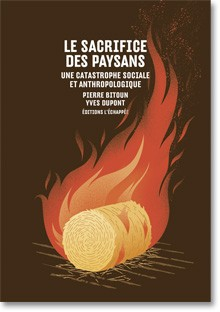 LE SACRIFICE
DES PAYSANS
UNE CATASTROPHE SOCIALE
ET ANTHROPOLOGIQUE
PIERRE BITOUN
YVES DUPONT
ÉDITIONS L'ÉCHAPPÉE